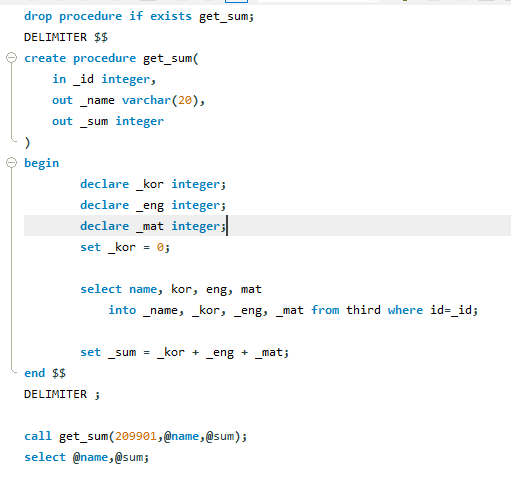 drop procedure if exists get_sum;
DELIMITER $$
create procedure get_sum(
    in _id integer,
    out _name varchar(20),
    out _sum integer
)
begin
        declare _kor integer;
        declare _eng integer;
        declare _mat integer;
        set _kor = 0;

        select name, kor, eng, mat
            into _name, _kor, _eng, _mat from third where id=_id;

        set _sum = _kor + _eng + _mat;
end $$
DELIMITER ;

call get_sum(209901,@name,@sum);
select @name,@sum;